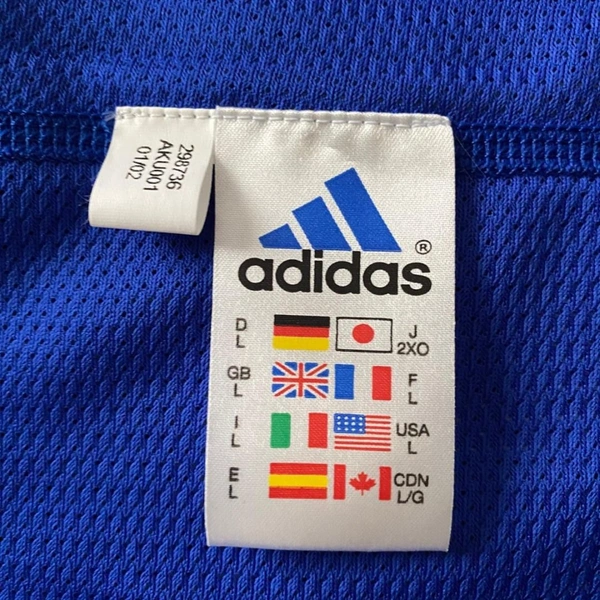 298736
AKU001
01/02
adidas®
D
L
J
2XO
GB
L
F
L
I
L
USA
L
E
L
CDN
L/G